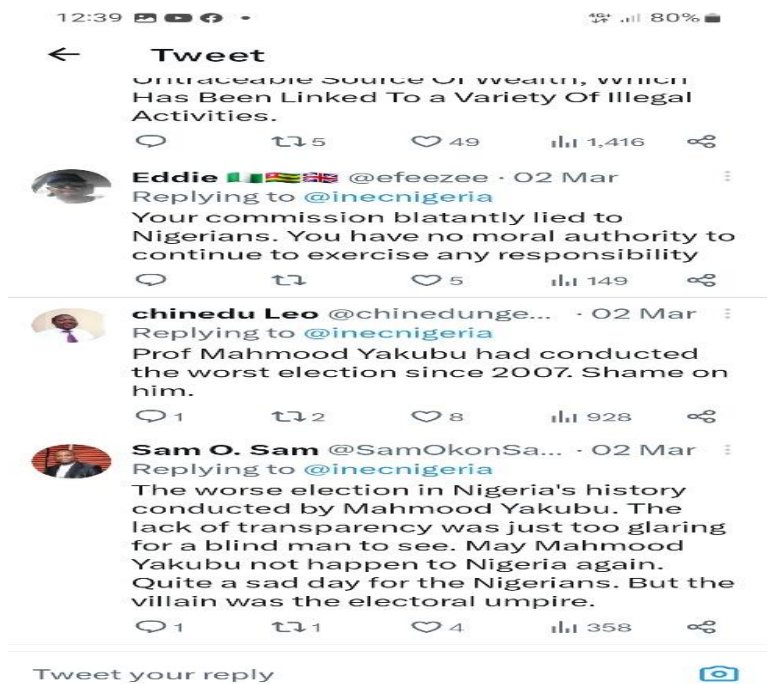 12:39
4G+ 80%
Tweet
Untraceable Source Of Wealth, Which
Has Been Linked To a Variety Of Illegal
Activities.
5 49 1,416
Eddie @efeezee · 02 Mar
Replying to @inecnigeria
Your commission blatantly lied to
Nigerians. You have no moral authority to
continue to exercise any responsibility
5 149
chinedu Leo @chinedunge... · 02 Mar
Replying to @inecnigeria
Prof Mahmood Yakubu had conducted
the worst election since 2007. Shame on
him.
1 2 8 928
Sam O. Sam @SamOkonSa... · 02 Mar
Replying to @inecnigeria
The worse election in Nigeria's history
conducted by Mahmood Yakubu. The
lack of transparency was just too glaring
for a blind man to see. May Mahmood
Yakubu not happen to Nigeria again.
Quite a sad day for the Nigerians. But the
villain was the electoral umpire.
1 1 4 358
Tweet your reply